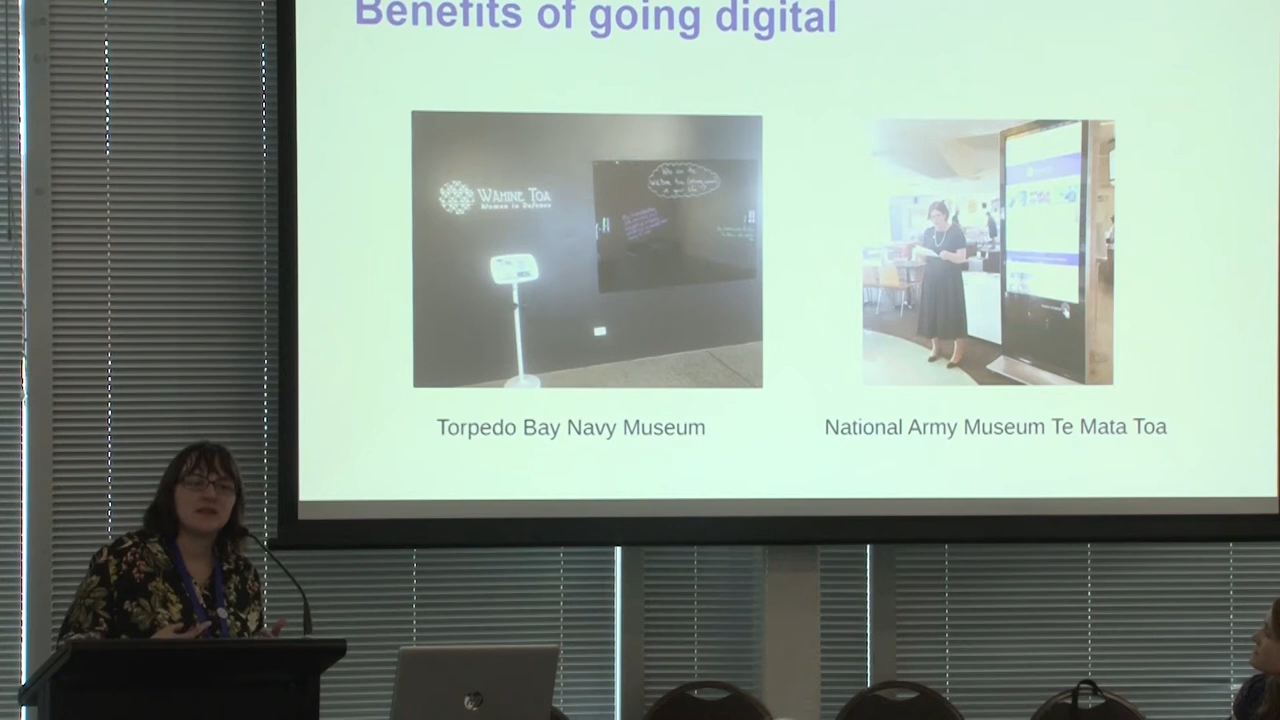 Benefits of going digital
WAHINE TOA
Women in Defence
Torpedo Bay Navy Museum
National Army Museum Te Mata Toa
hp